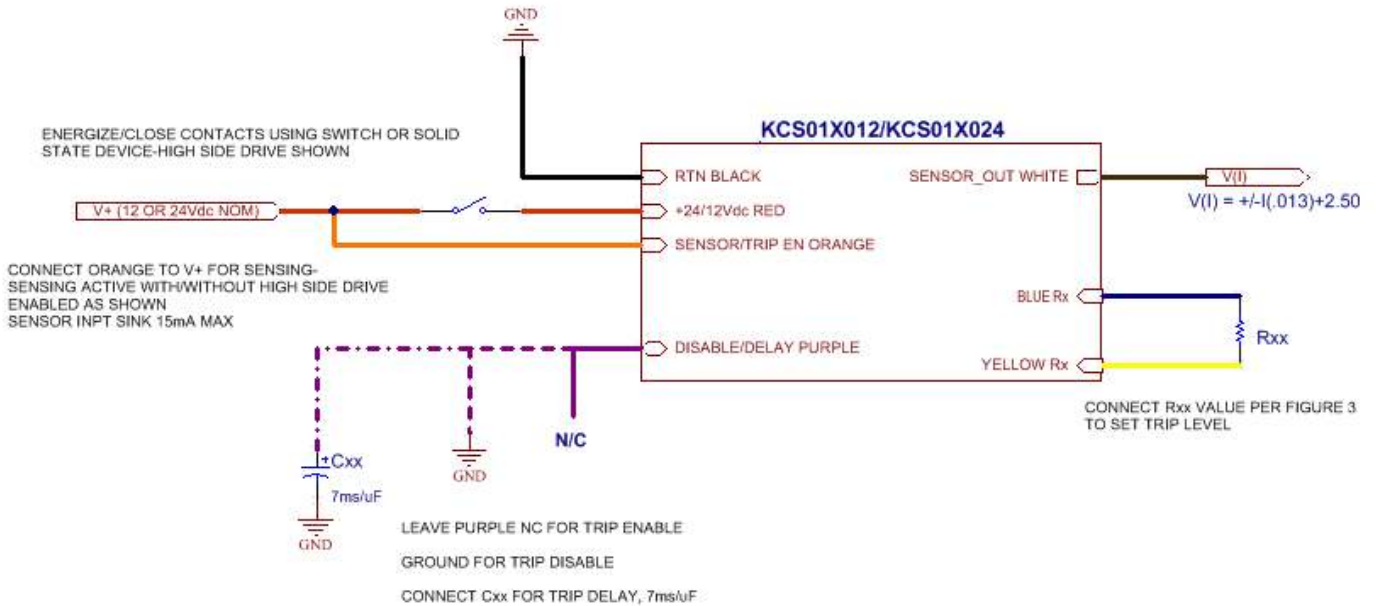 GND
ENERGIZE/CLOSE CONTACTS USING SWITCH OR SOLID
STATE DEVICE-HIGH SIDE DRIVE SHOWN
KCS01X012/KCS01X024
RTN BLACK
SENSOR_OUT WHITE
V(I)
V(I) = +/-I(.013)+2.50
V+ (12 OR 24Vdc NOM)
+24/12Vdc RED
SENSOR/TRIP EN ORANGE
CONNECT ORANGE TO V+ FOR SENSING-
SENSING ACTIVE WITH/WITHOUT HIGH SIDE DRIVE
ENABLED AS SHOWN
SENSOR INPT SINK 15mA MAX
BLUE Rx
Rxx
DISABLE/DELAY PURPLE
YELLOW Rx
CONNECT Rxx VALUE PER FIGURE 3
TO SET TRIP LEVEL
N/C
+
Cxx
7ms/uF
GND
GND
LEAVE PURPLE NC FOR TRIP ENABLE
GROUND FOR TRIP DISABLE
CONNECT Cxx FOR TRIP DELAY, 7ms/uF